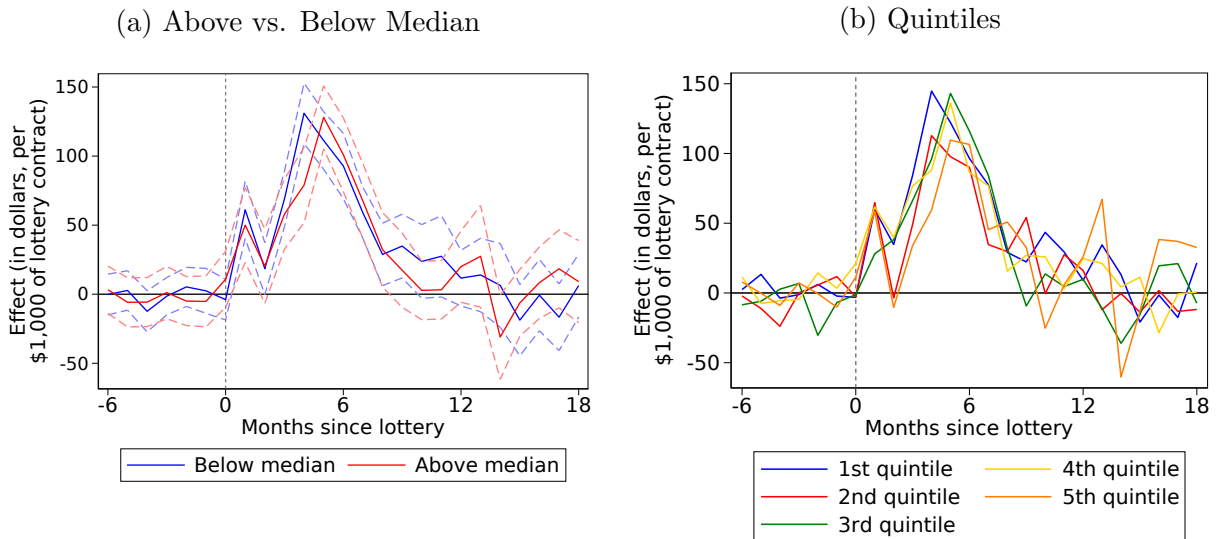 (a) Above vs. Below Median
Effect (in dollars, per
$1,000 of lottery contract)
150
100
50
0
-50
-6
0
6
12
18
Months since lottery
Below median
Above median
(b) Quintiles
Effect (in dollars, per
$1,000 of lottery contract)
150
100
50
0
-50
-6
0
6
12
18
Months since lottery
1st quintile
4th quintile
2nd quintile
5th quintile
3rd quintile